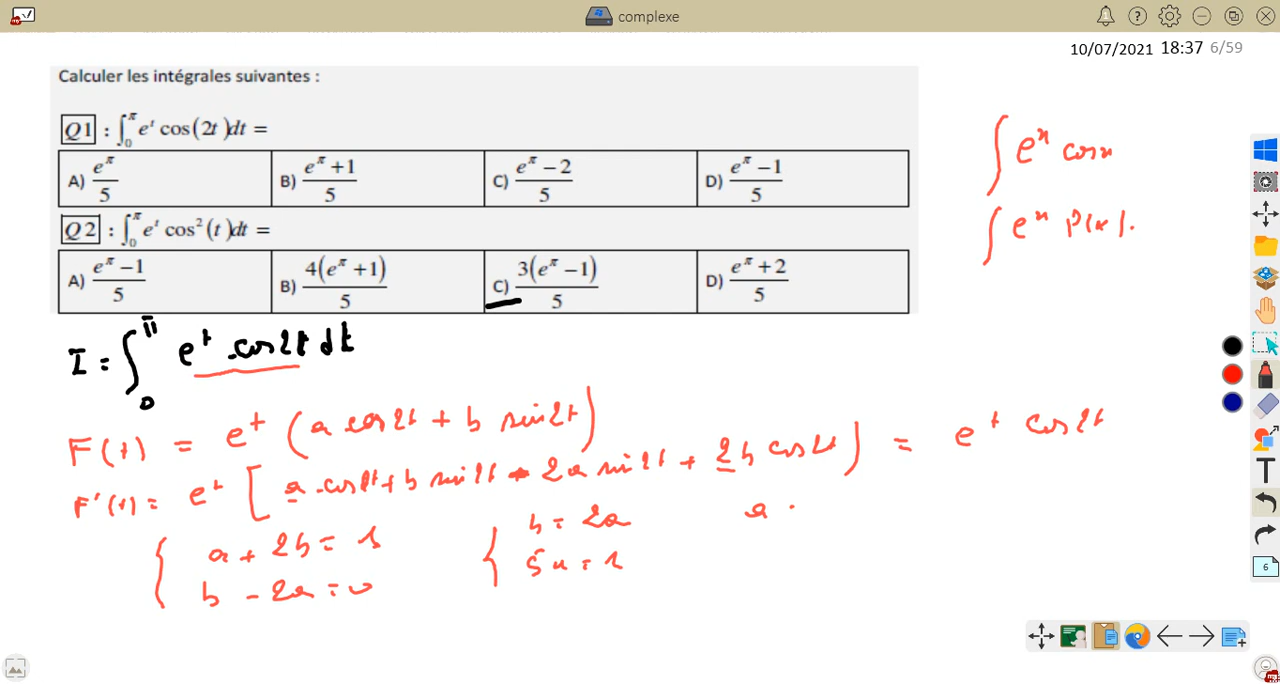 complexe
10/07/2021 18:37 6/59
Calculer les intégrales suivantes :
Q1 : ∫₀^π e^t cos(2t)dt =
A) e^π/5 B) (e^π + 1)/5 C) (e^π − 2)/5 D) (e^π − 1)/5
Q2 : ∫₀^π e^t cos²(t)dt =
A) (e^π − 1)/5 B) 4(e^π + 1)/5 C) 3(e^π − 1)/5 D) (e^π + 2)/5
∫ e^x cosx
∫ e^x P(x).
I = ∫₀^π e^t . cos2t dt
F(t) = e^t (a cos2t + b sin2t)
F'(t) = e^t [a . cos2t + b sin2t - 2a sin2t + 2b cos2t) = e^t cos2t
{ a + 2b = 1
b - 2a = 0
{ b = 2a
5a = 1
a .
6